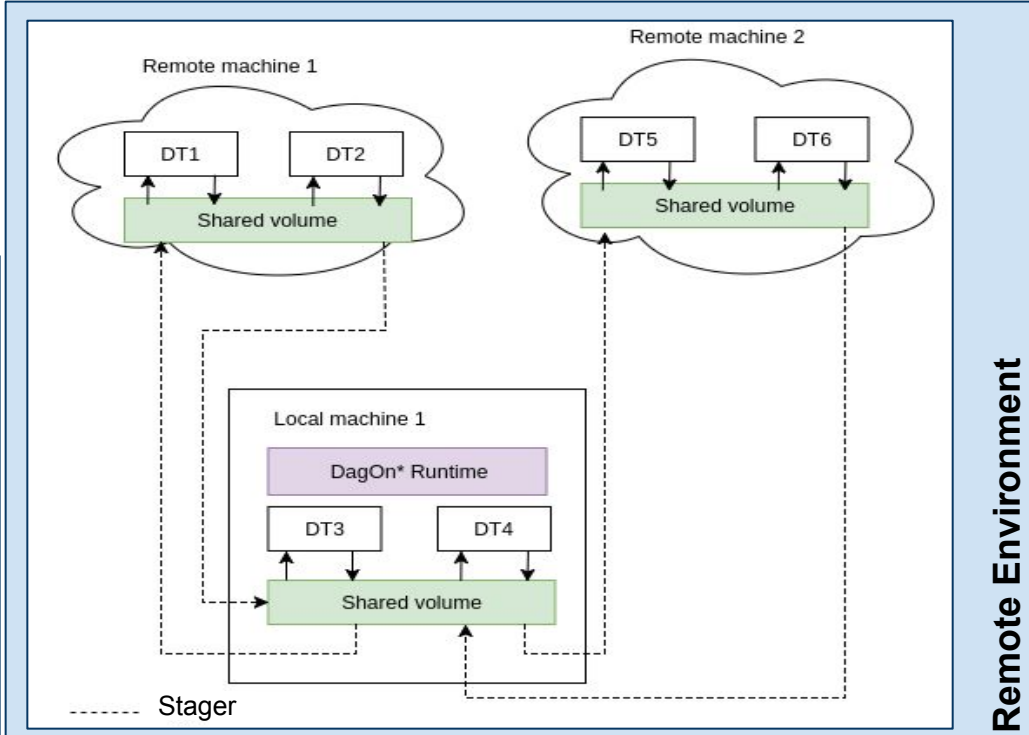 Remote machine 1
Remote machine 2
DT1
DT2
DT5
DT6
Shared volume
Shared volume
Local machine 1
DagOn* Runtime
DT3
DT4
Shared volume
Stager
Remote Environment